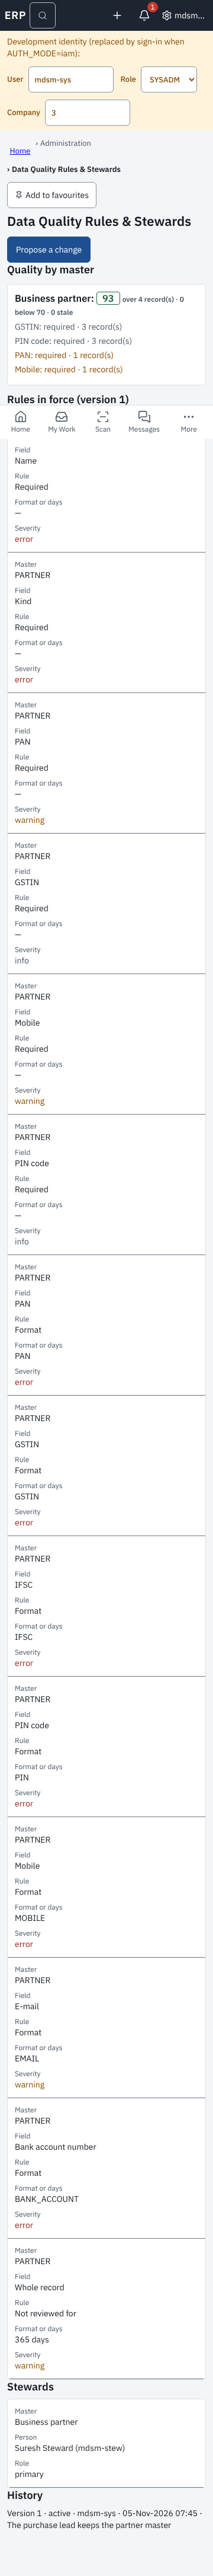 ERP
1
mdsm...
Development identity (replaced by sign-in when
AUTH_MODE=iam):
User
mdsm-sys
Role
SYSADM
Company
3
Home
› Administration
› Data Quality Rules & Stewards
Add to favourites
Data Quality Rules & Stewards
Propose a change
Quality by master
Business partner: 93 over 4 record(s) · 0
below 70 · 0 stale
GSTIN: required · 3 record(s)
PIN code: required · 3 record(s)
PAN: required · 1 record(s)
Mobile: required · 1 record(s)
Rules in force (version 1)
Home
My Work
Scan
Messages
More
Field
Name
Rule
Required
Format or days
—
Severity
error
Master
PARTNER
Field
Kind
Rule
Required
Format or days
—
Severity
error
Master
PARTNER
Field
PAN
Rule
Required
Format or days
—
Severity
warning
Master
PARTNER
Field
GSTIN
Rule
Required
Format or days
—
Severity
info
Master
PARTNER
Field
Mobile
Rule
Required
Format or days
—
Severity
warning
Master
PARTNER
Field
PIN code
Rule
Required
Format or days
—
Severity
info
Master
PARTNER
Field
PAN
Rule
Format
Format or days
PAN
Severity
error
Master
PARTNER
Field
GSTIN
Rule
Format
Format or days
GSTIN
Severity
error
Master
PARTNER
Field
IFSC
Rule
Format
Format or days
IFSC
Severity
error
Master
PARTNER
Field
PIN code
Rule
Format
Format or days
PIN
Severity
error
Master
PARTNER
Field
Mobile
Rule
Format
Format or days
MOBILE
Severity
error
Master
PARTNER
Field
E-mail
Rule
Format
Format or days
EMAIL
Severity
warning
Master
PARTNER
Field
Bank account number
Rule
Format
Format or days
BANK_ACCOUNT
Severity
error
Master
PARTNER
Field
Whole record
Rule
Not reviewed for
Format or days
365 days
Severity
warning
Stewards
Master
Business partner
Person
Suresh Steward (mdsm-stew)
Role
primary
History
Version 1 · active · mdsm-sys · 05-Nov-2026 07:45 ·
The purchase lead keeps the partner master